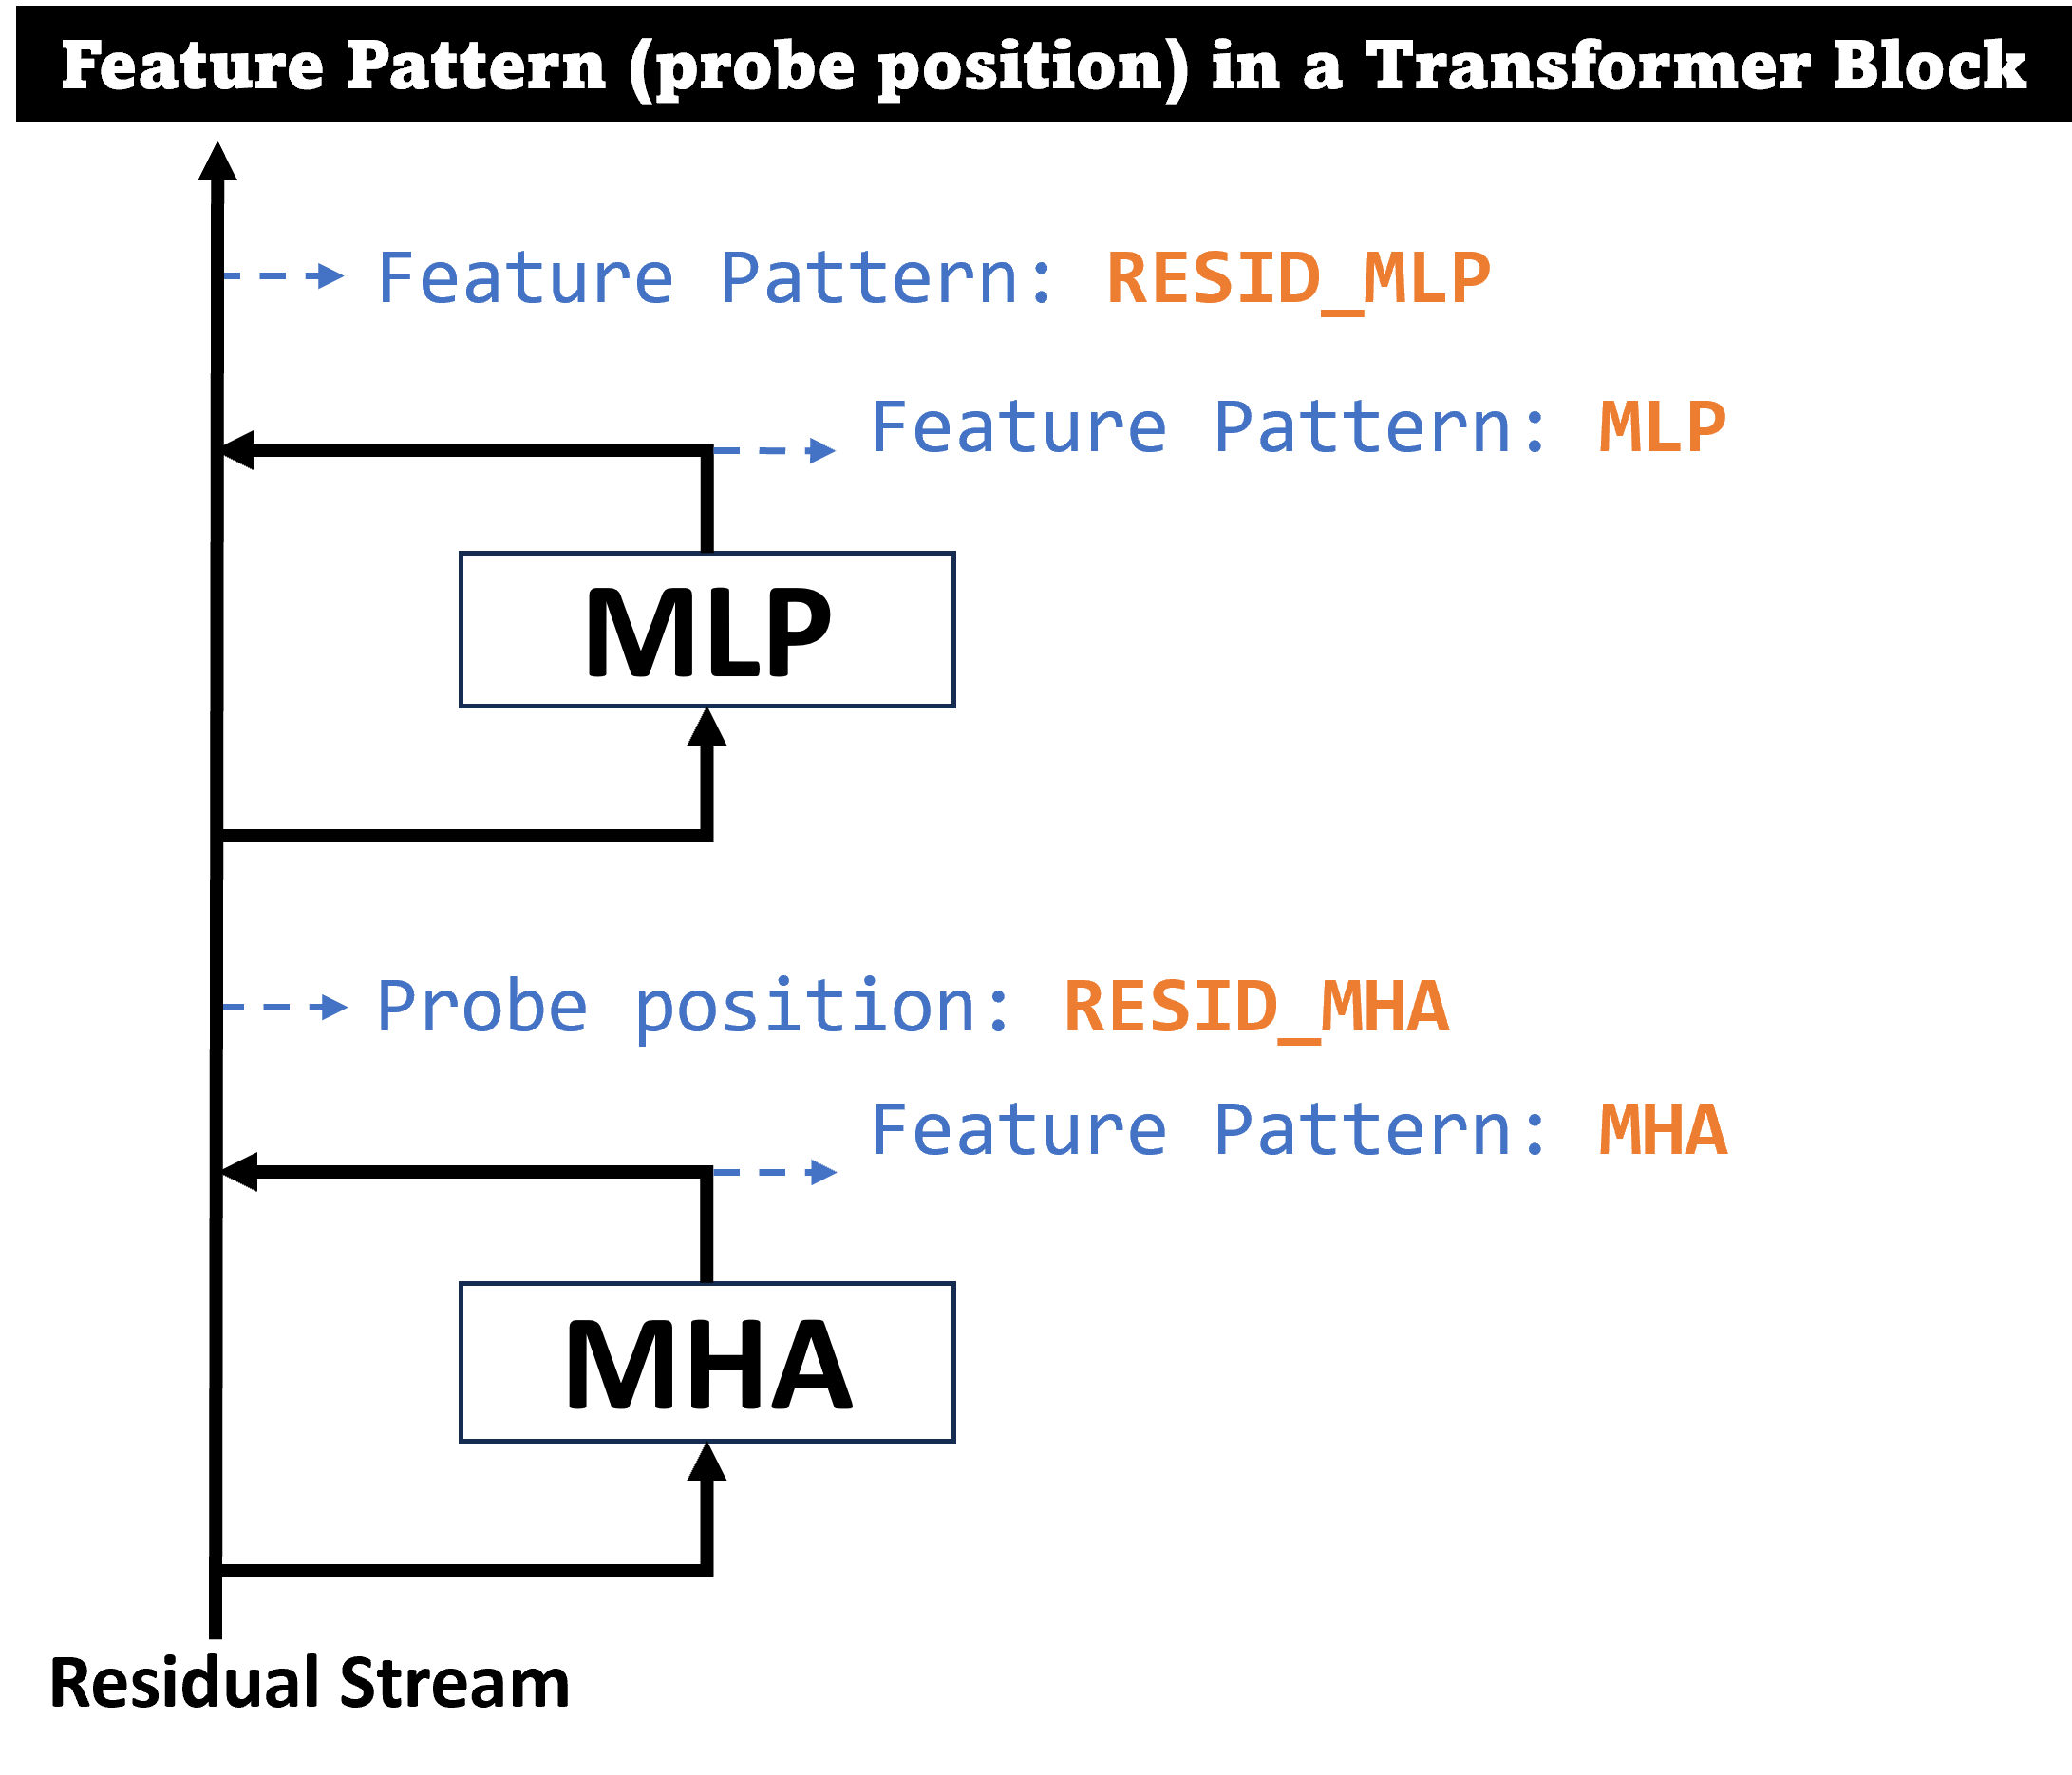 Feature Pattern (probe position) in a Transformer Block
Feature Pattern: RESID_MLP
Feature Pattern: MLP
MLP
Probe position: RESID_MHA
Feature Pattern: MHA
MHA
Residual Stream